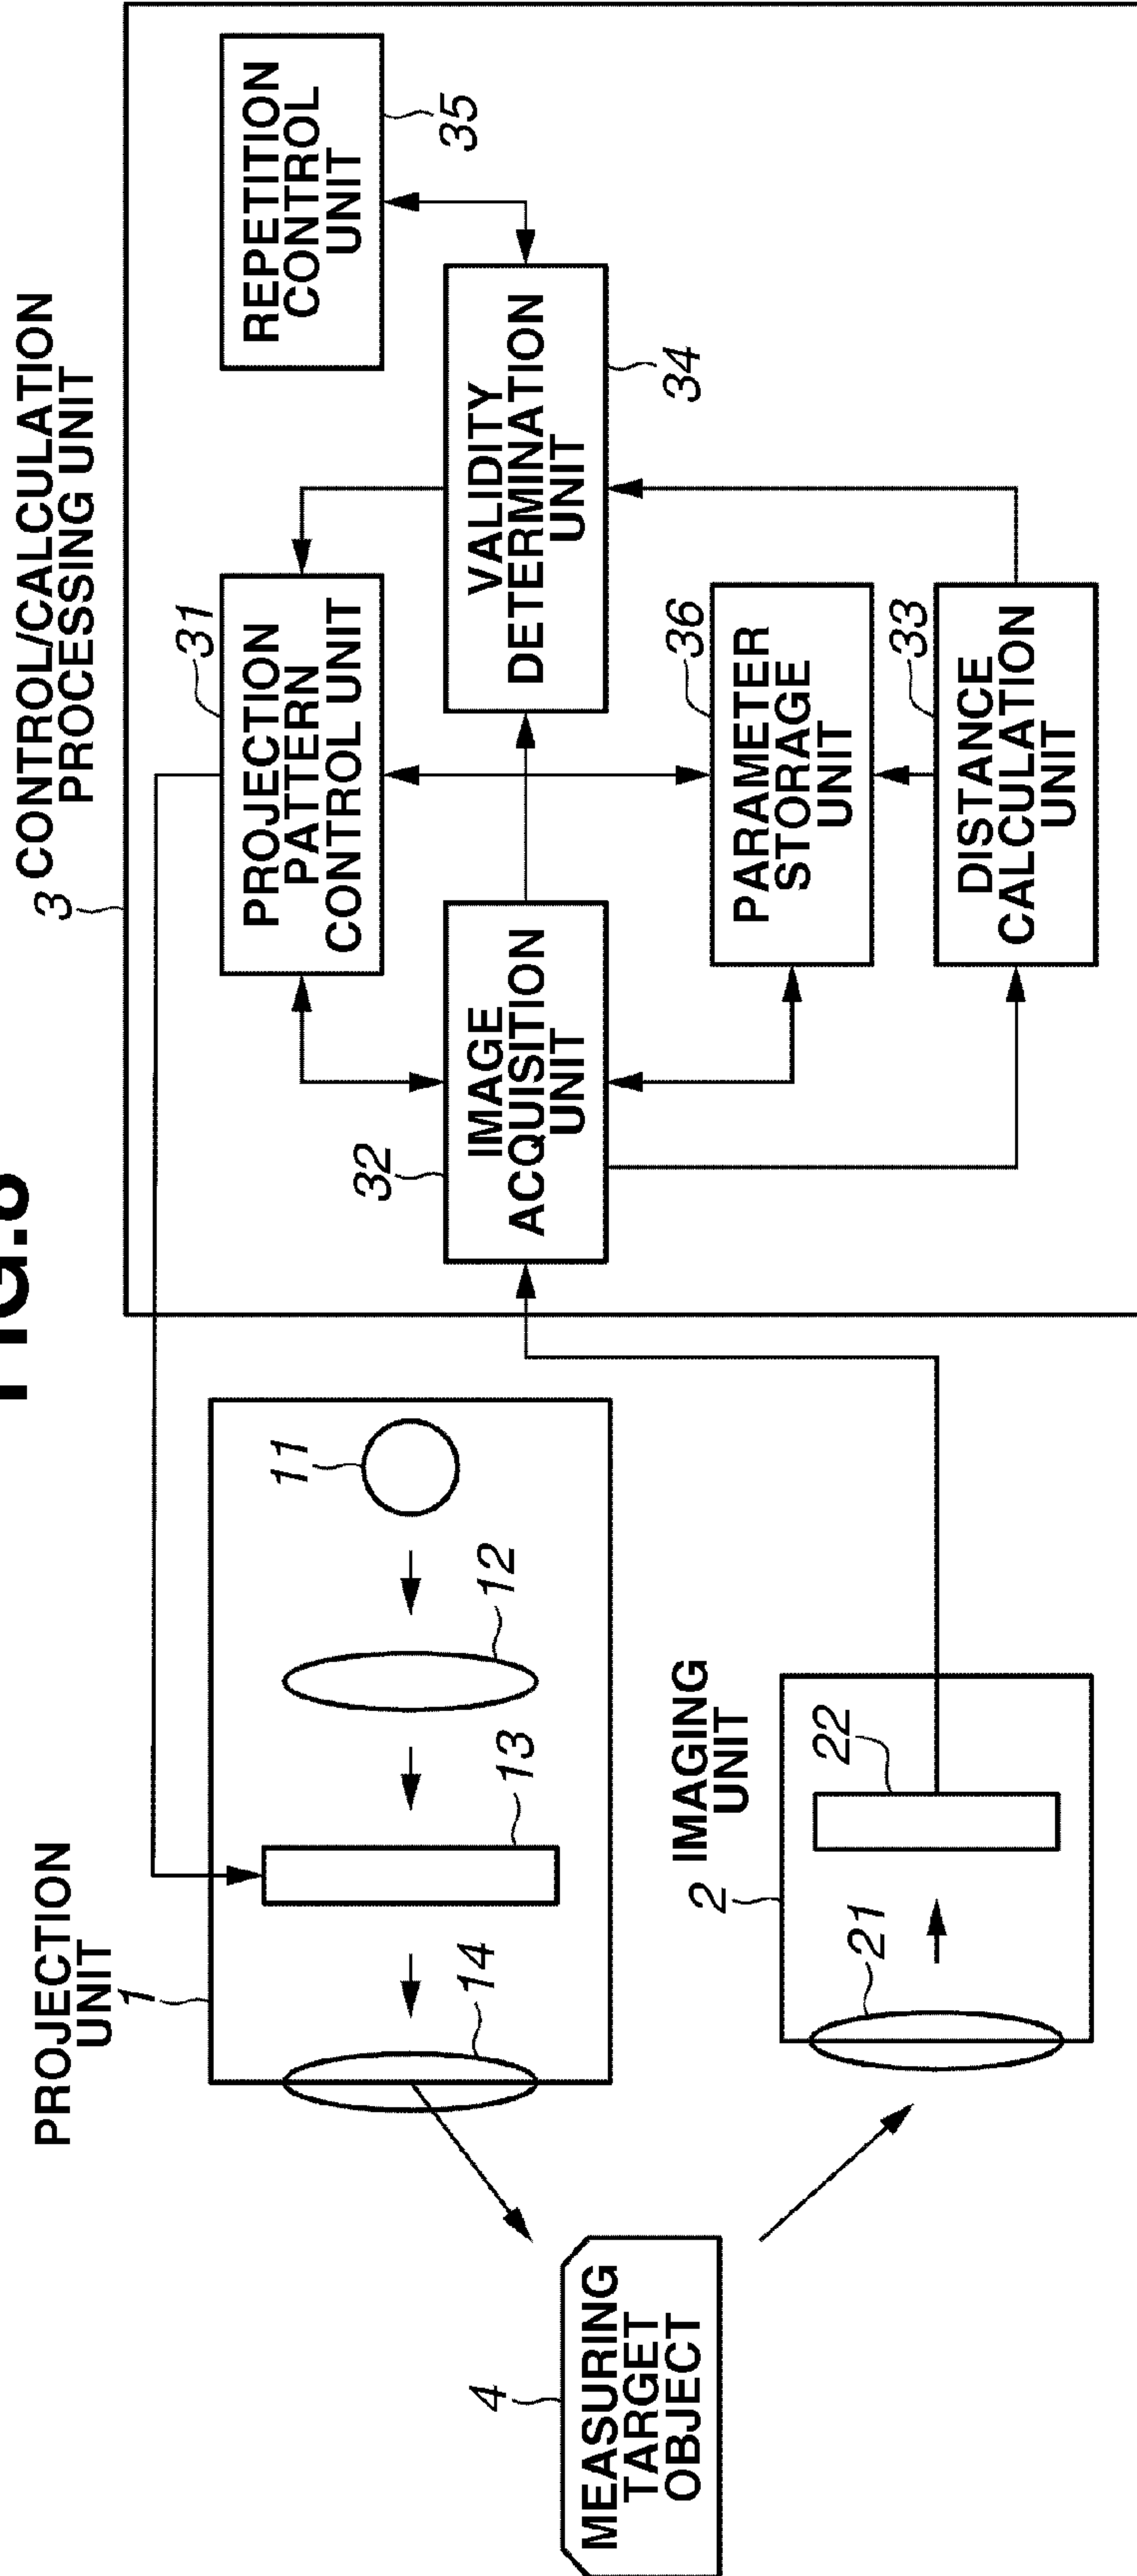 FIG.
PROJECTION
UNIT
1
11
12
13
14
4
MEASURING
TARGET
OBJECT
2
IMAGING
UNIT
21
22
3
CONTROL/CALCULATION
PROCESSING UNIT
31
PROJECTION
PATTERN
CONTROL UNIT
REPETITION
CONTROL
UNIT
35
32
IMAGE
ACQUISITION
UNIT
VALIDITY
DETERMINATION
UNIT
34
36
PARAMETER
STORAGE
UNIT
33
DISTANCE
CALCULATION
UNIT